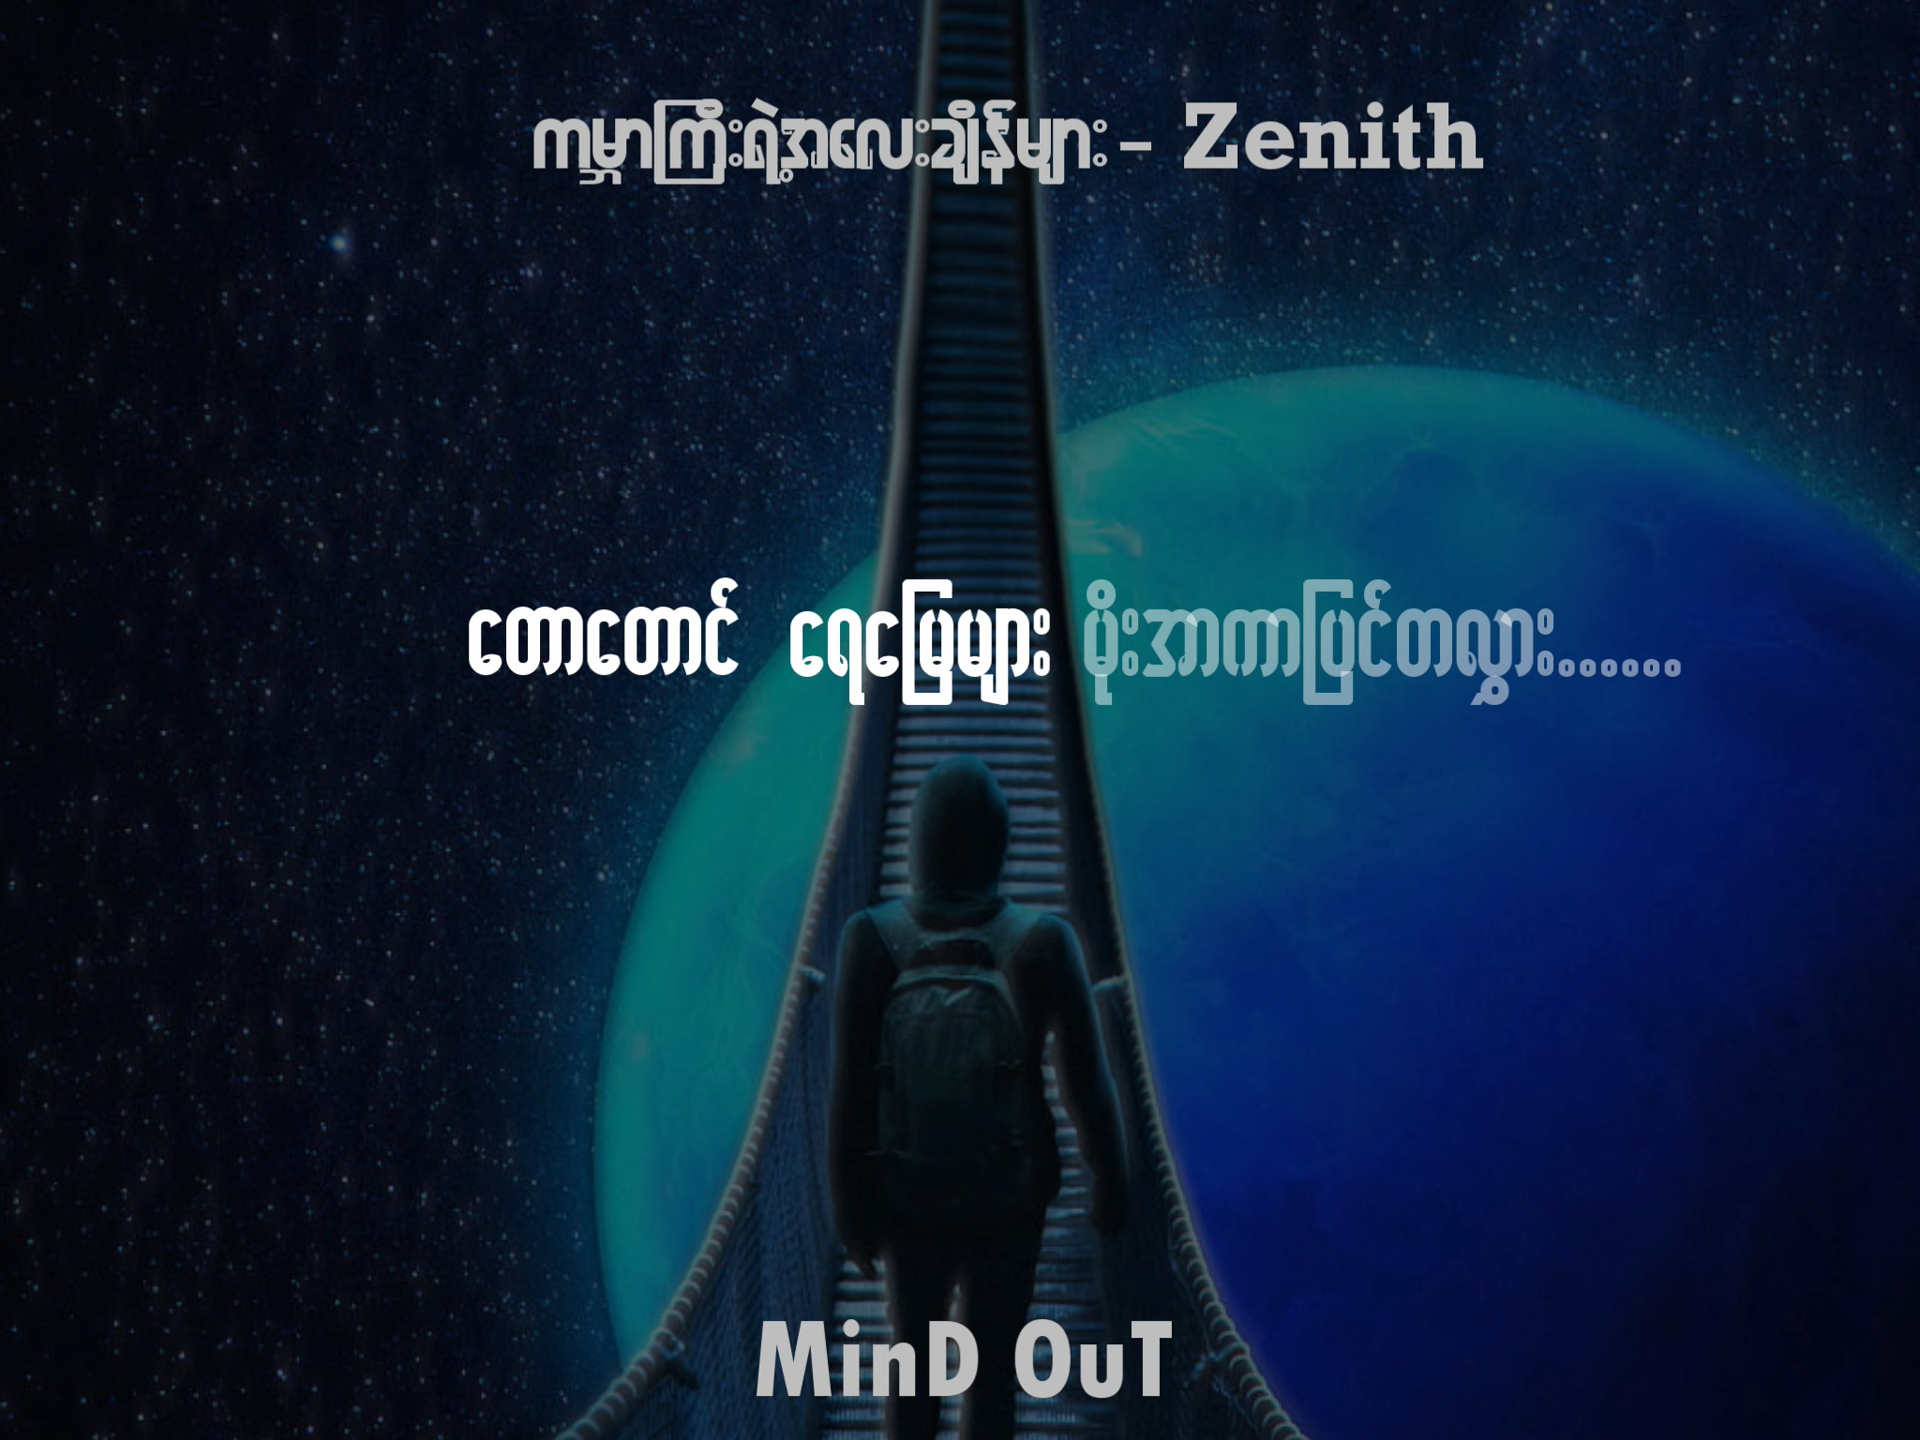 ကမ္ဘာကြီးရဲ့အလေးချိန်များ – Zenith
တောတောင် ရေမြေများ မိုးအာကာပြင်တလွှား......
MinD OuT